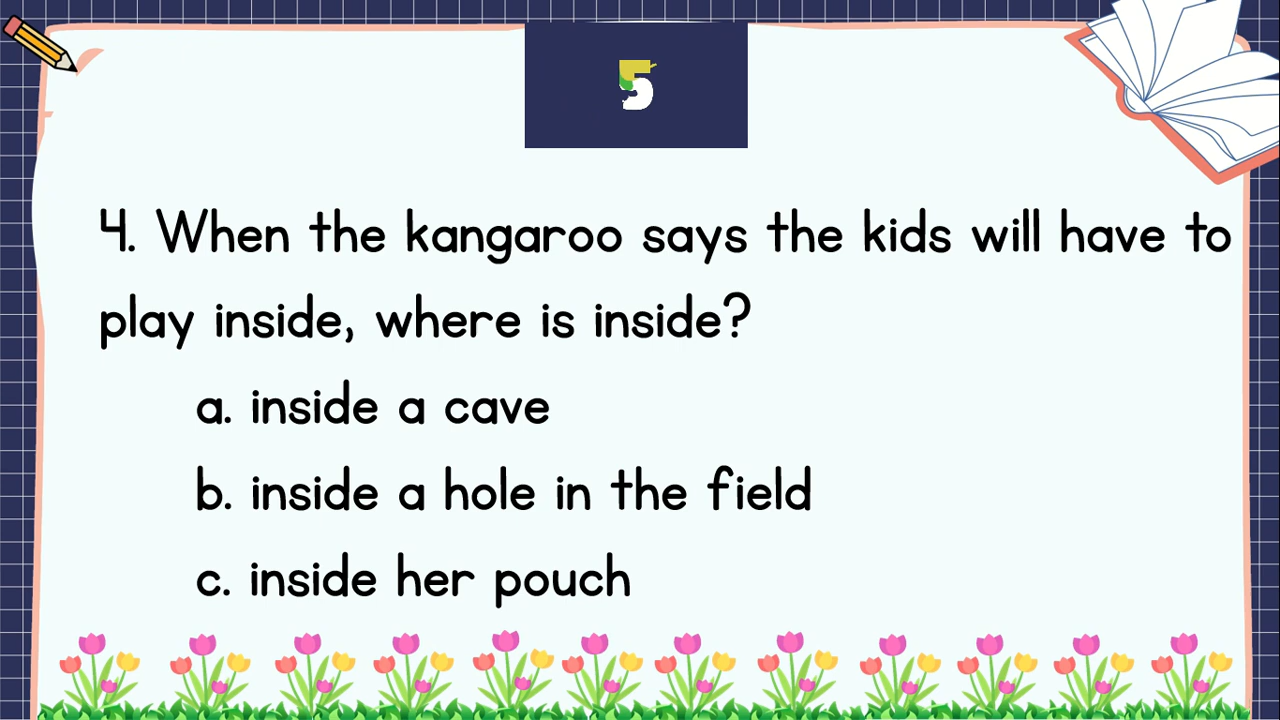 5
4. When the kangaroo says the kids will have to
play inside, where is inside?
a. inside a cave
b. inside a hole in the field
c. inside her pouch